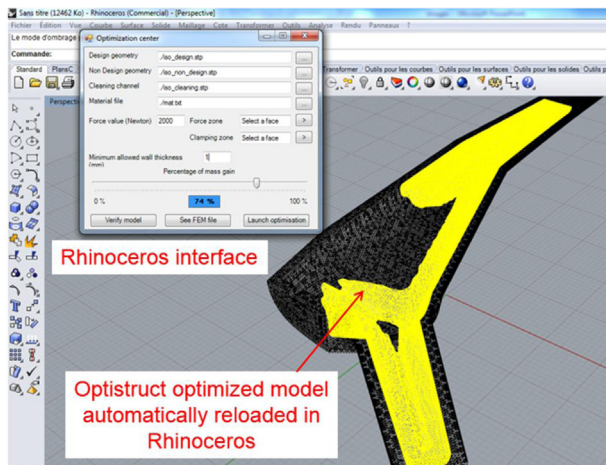 Sans titre (12462 Ko) - Rhinoceros (Commercial) - [Perspective]
Fichier Edition Vue Courbe Surface Solide Maillage Cote Transformer Outils Analyse Rendu Panneaux ?
Le mode d'ombrage
Commande:
Standard PlansC
Transformer Outils pour les courbes Outils pour les surfaces Outils pour les solides
Perspective
Optimization center
Design geometry ./iso_design.stp ...
Non Design geometry ./iso_non_design.stp ...
Cleaning channel ./iso_cleaning.stp ...
Material file ./mat.txt ...
Force value (Newton) 2000 Force zone Select a face >
Clamping zone Select a face >
Minimum allowed wall thickness 1
(mm)
Percentage of mass gain
0 % 74 % 100 %
Verify model See FEM file Launch optimisation
Rhinoceros interface
Optistruct optimized model
automatically reloaded in
Rhinoceros